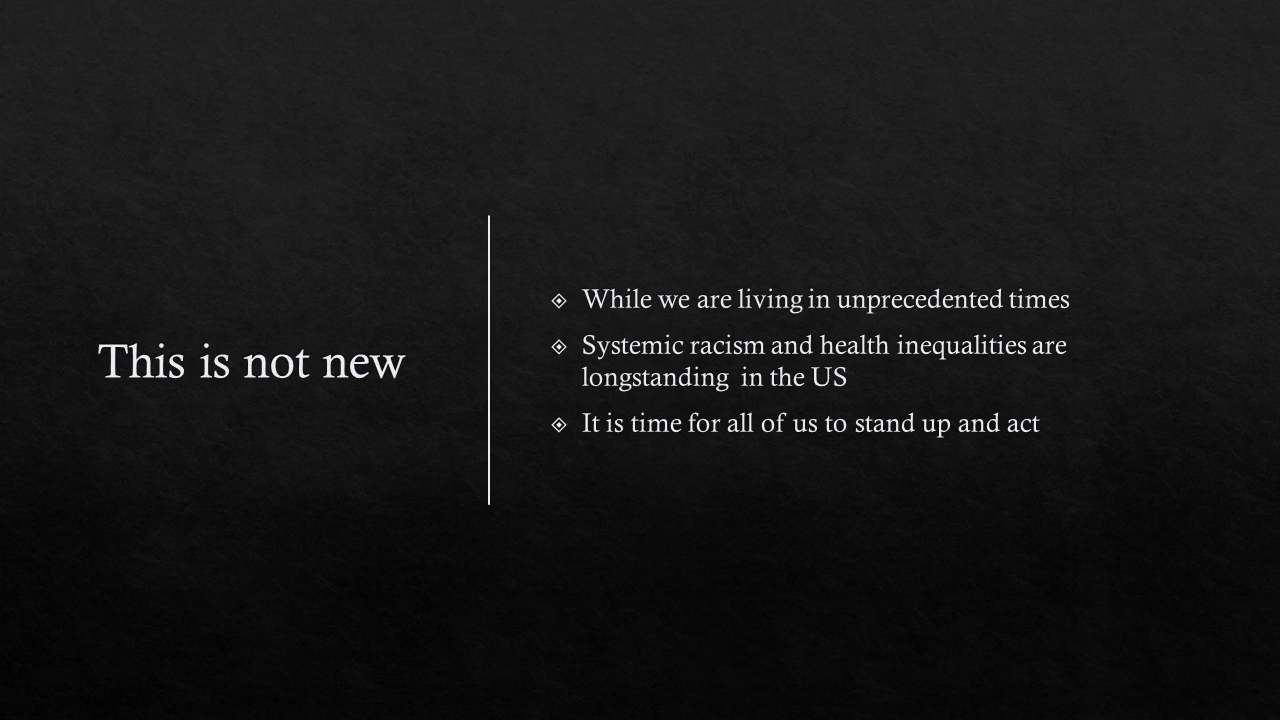 This is not new
While we are living in unprecedented times
Systemic racism and health inequalities are
longstanding  in the US
It is time for all of us to stand up and act